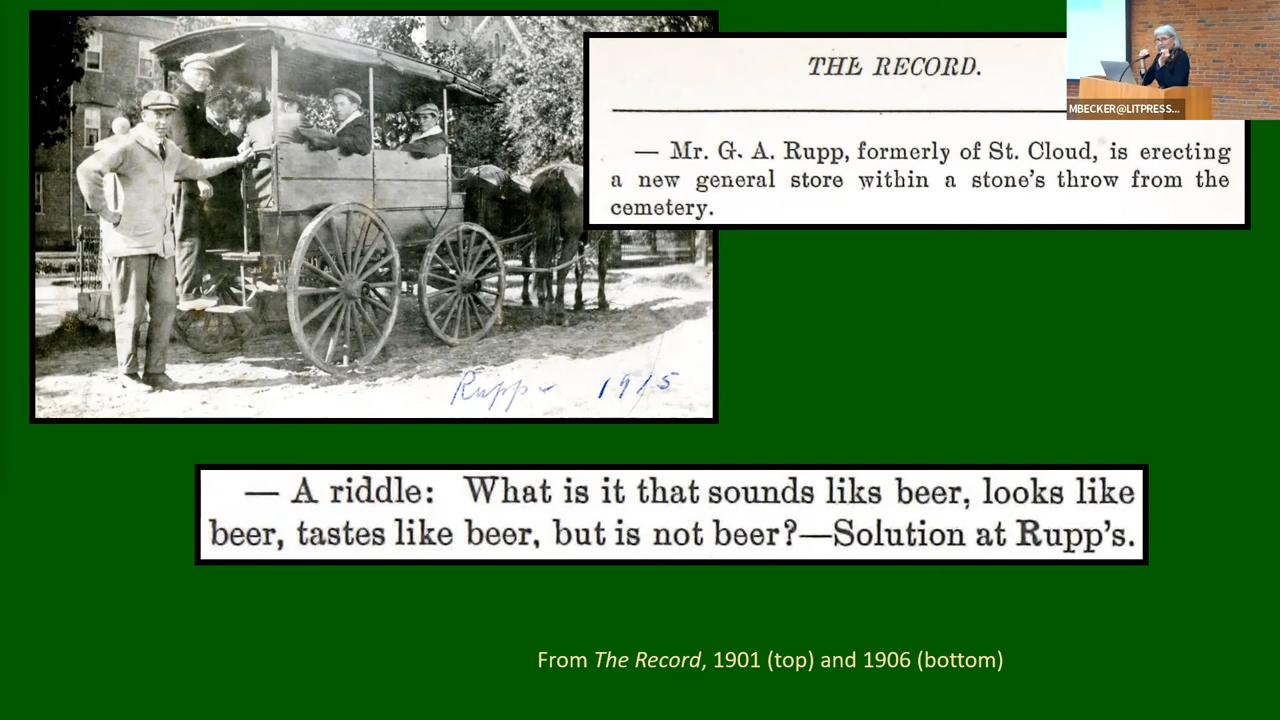 THE RECORD.
MBECKER@LITPRESS...
— Mr. G. A. Rupp, formerly of St. Cloud, is erecting
a new general store within a stone's throw from the
cemetery.
Rupp 1915
— A riddle: What is it that sounds liks beer, looks like
beer, tastes like beer, but is not beer?—Solution at Rupp's.
From The Record, 1901 (top) and 1906 (bottom)